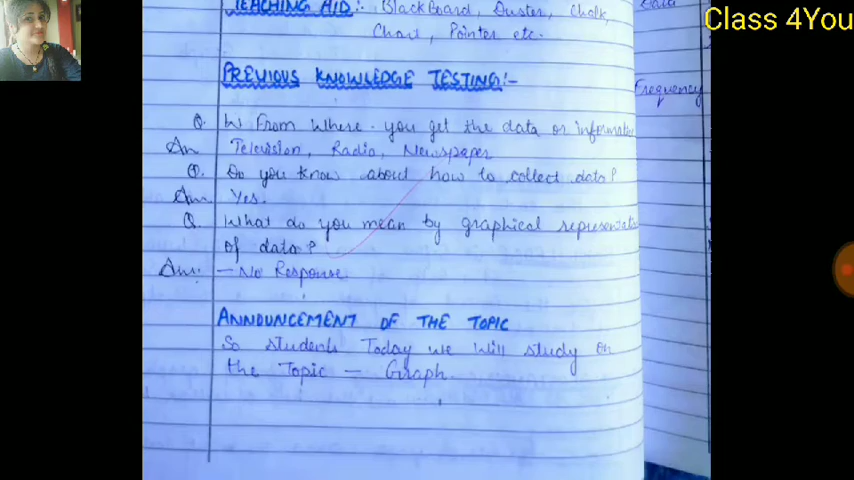 Class 4You
TEACHING AID:- BlackBoard, Duster, Chalk,
Chart, Pointer etc.
PREVIOUS KNOWLEDGE TESTING:-
Q. From Where you get the data or information
An Television, Radio, Newspaper
Q. Do you know about how to collect data?
An. Yes.
Q. What do you mean by graphical representation
of data?
Ans. - No Response
ANNOUNCEMENT OF THE TOPIC
So students Today we will study on
the Topic - Graph.
Data
Frequency